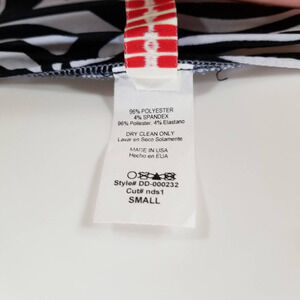 96% POLYESTER
4% SPANDEX
96% Poliester, 4% Elastano
DRY CLEAN ONLY
Lavar en Seco Solamente
MADE IN USA
Hecho en EUA
Style# DD-000232
Cut# nds1
SMALL